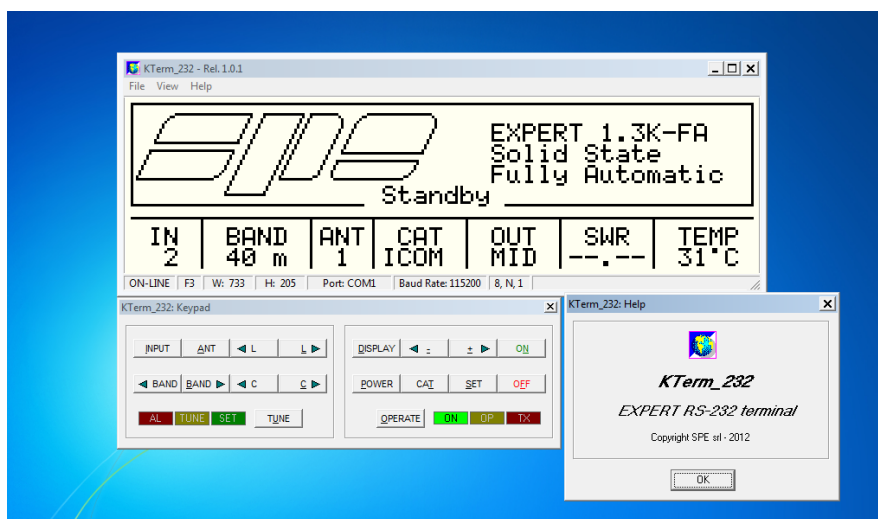 KTerm_232 - Rel. 1.0.1
File View Help
spe
EXPERT 1.3K-FA
Solid State
Fully Automatic
Standby
IN BAND ANT CAT OUT SWR TEMP
2 40 m 1 ICOM MID --.-- 31°C
ON-LINE F3 W: 733 H: 205 Port: COM1 Baud Rate: 115200 8, N, 1
KTerm_232: Keypad
INPUT ANT L L DISPLAY - + ON
BAND BAND C C POWER CAT SET OFF
AL TUNE SET TUNE OPERATE ON OP TX
KTerm_232: Help
KTerm_232
EXPERT RS-232 terminal
Copyright SPE srl - 2012
OK